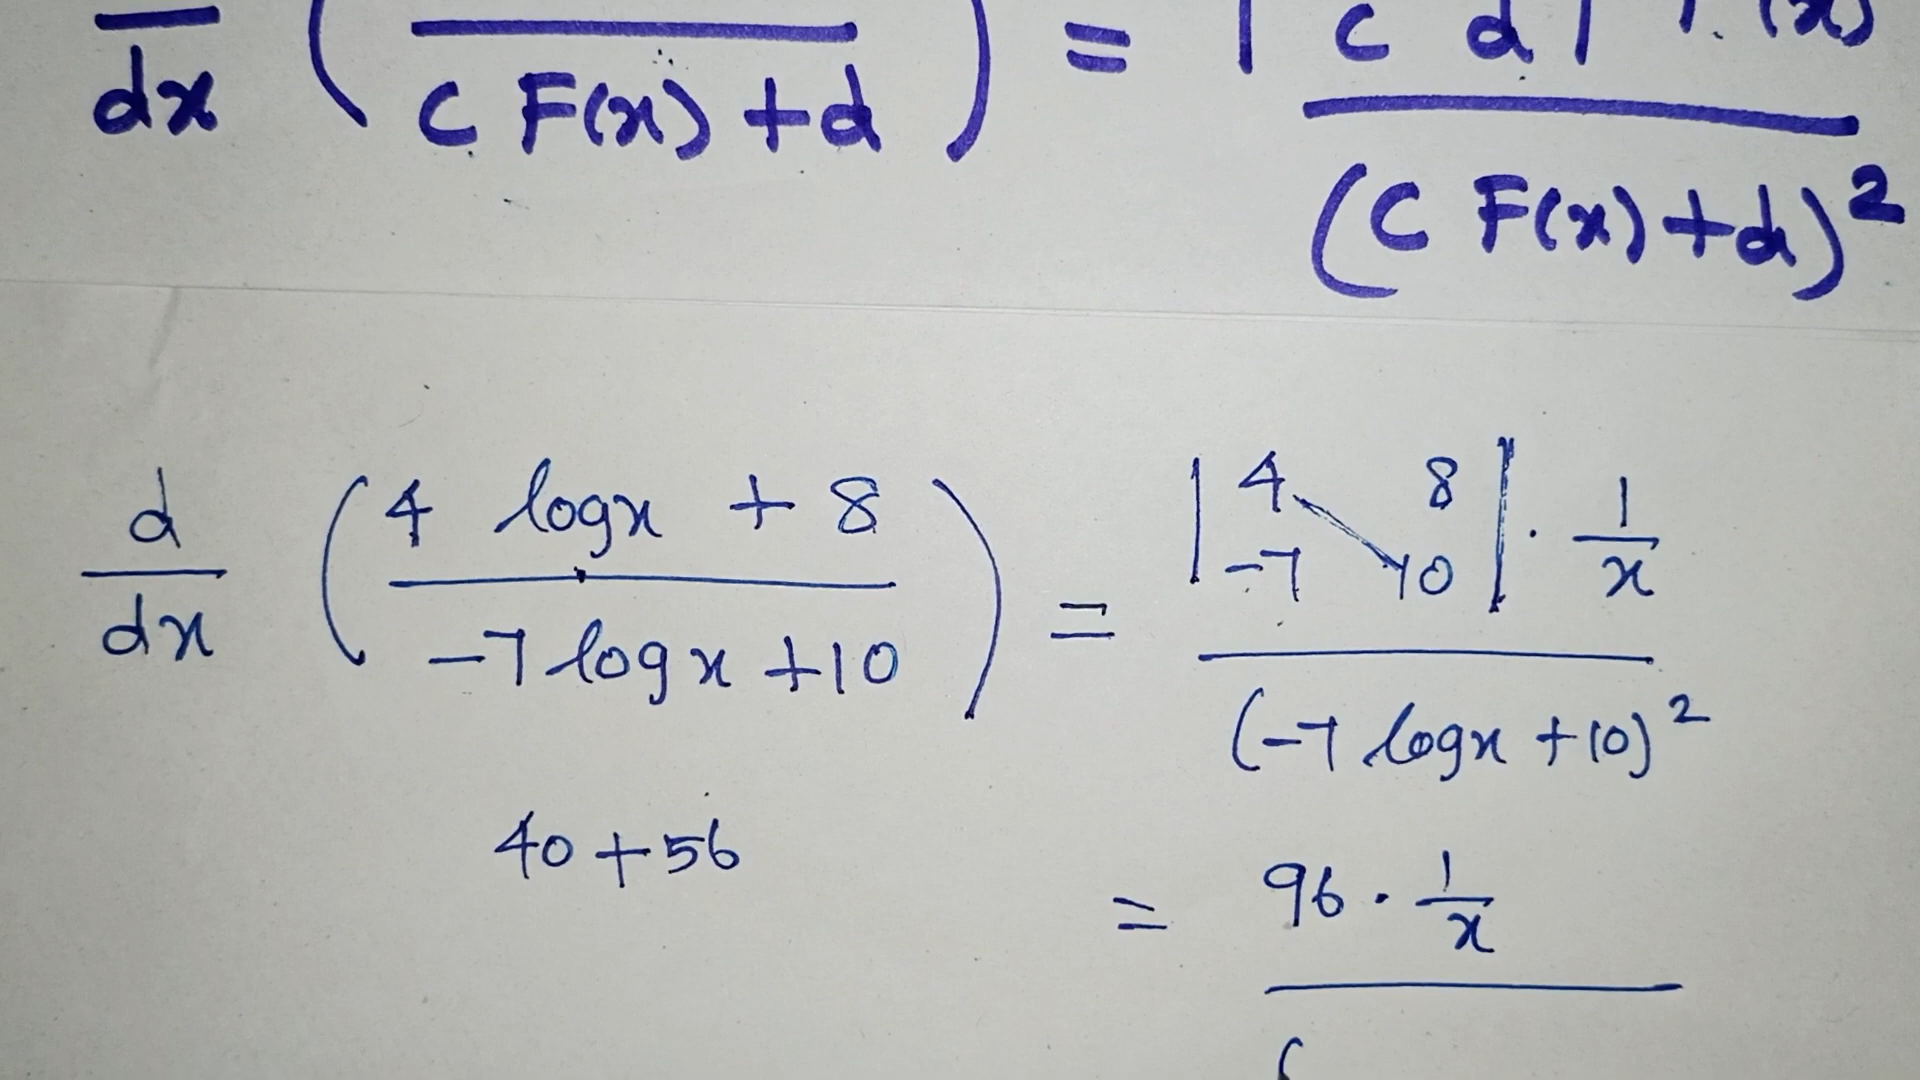 dx ( C F(x) + d ) = | C d |
(C F(x) + d)²
d/dx ( (4 log x + 8) / (-7 log x + 10) ) = | 4 8 | · 1/x
| -7 10 |
(-7 log x + 10)²
40 + 56
= 96 · 1/x
(